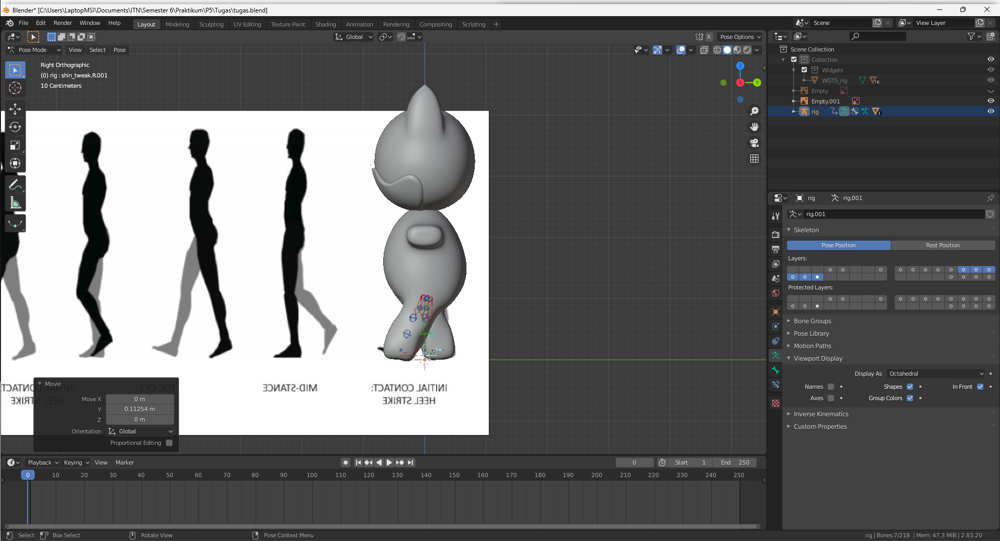 Blender* [C:\Users\LaptopMSI\Documents\ITN\Semester 6\Praktikum\P5\Tugas\tugas.blend]
File Edit Render Window Help Layout Modeling Sculpting UV Editing Texture Paint Shading Animation Rendering Compositing Scripting + Scene View Layer
Global X Pose Options
Pose Mode View Select Pose
Right Orthographic
(0) rig : shin_tweak.R.001
10 Centimeters
Z
X Y
Scene Collection
Collection
Widgets
WGTS_rig 78
Empty
Empty.001
rig 3
rig rig.001
rig.001
Skeleton
Pose Position Rest Position
Layers:
Protected Layers:
Bone Groups
Pose Library
Motion Paths
Viewport Display
Display As Octahedral
Names Shapes In Front
Axes Group Colors
Inverse Kinematics
Custom Properties
INITIAL CONTACT: TOE-OFF MID-STANCE INITIAL CONTACT:
HEEL STRIKE HEEL STRIKE
Move
Move X 0 m
Y 0.11254 m
Z 0 m
Orientation Global
Proportional Editing
Playback Keying View Marker 0 Start 1 End 250
0 10 20 30 40 50 60 70 80 90 100 110 120 130 140 150 160 170 180 190 200 210 220 230 240 250
Select Box Select Rotate View Pose Context Menu rig | Bones:7/218 | Mem: 47.3 MiB | 2.83.20